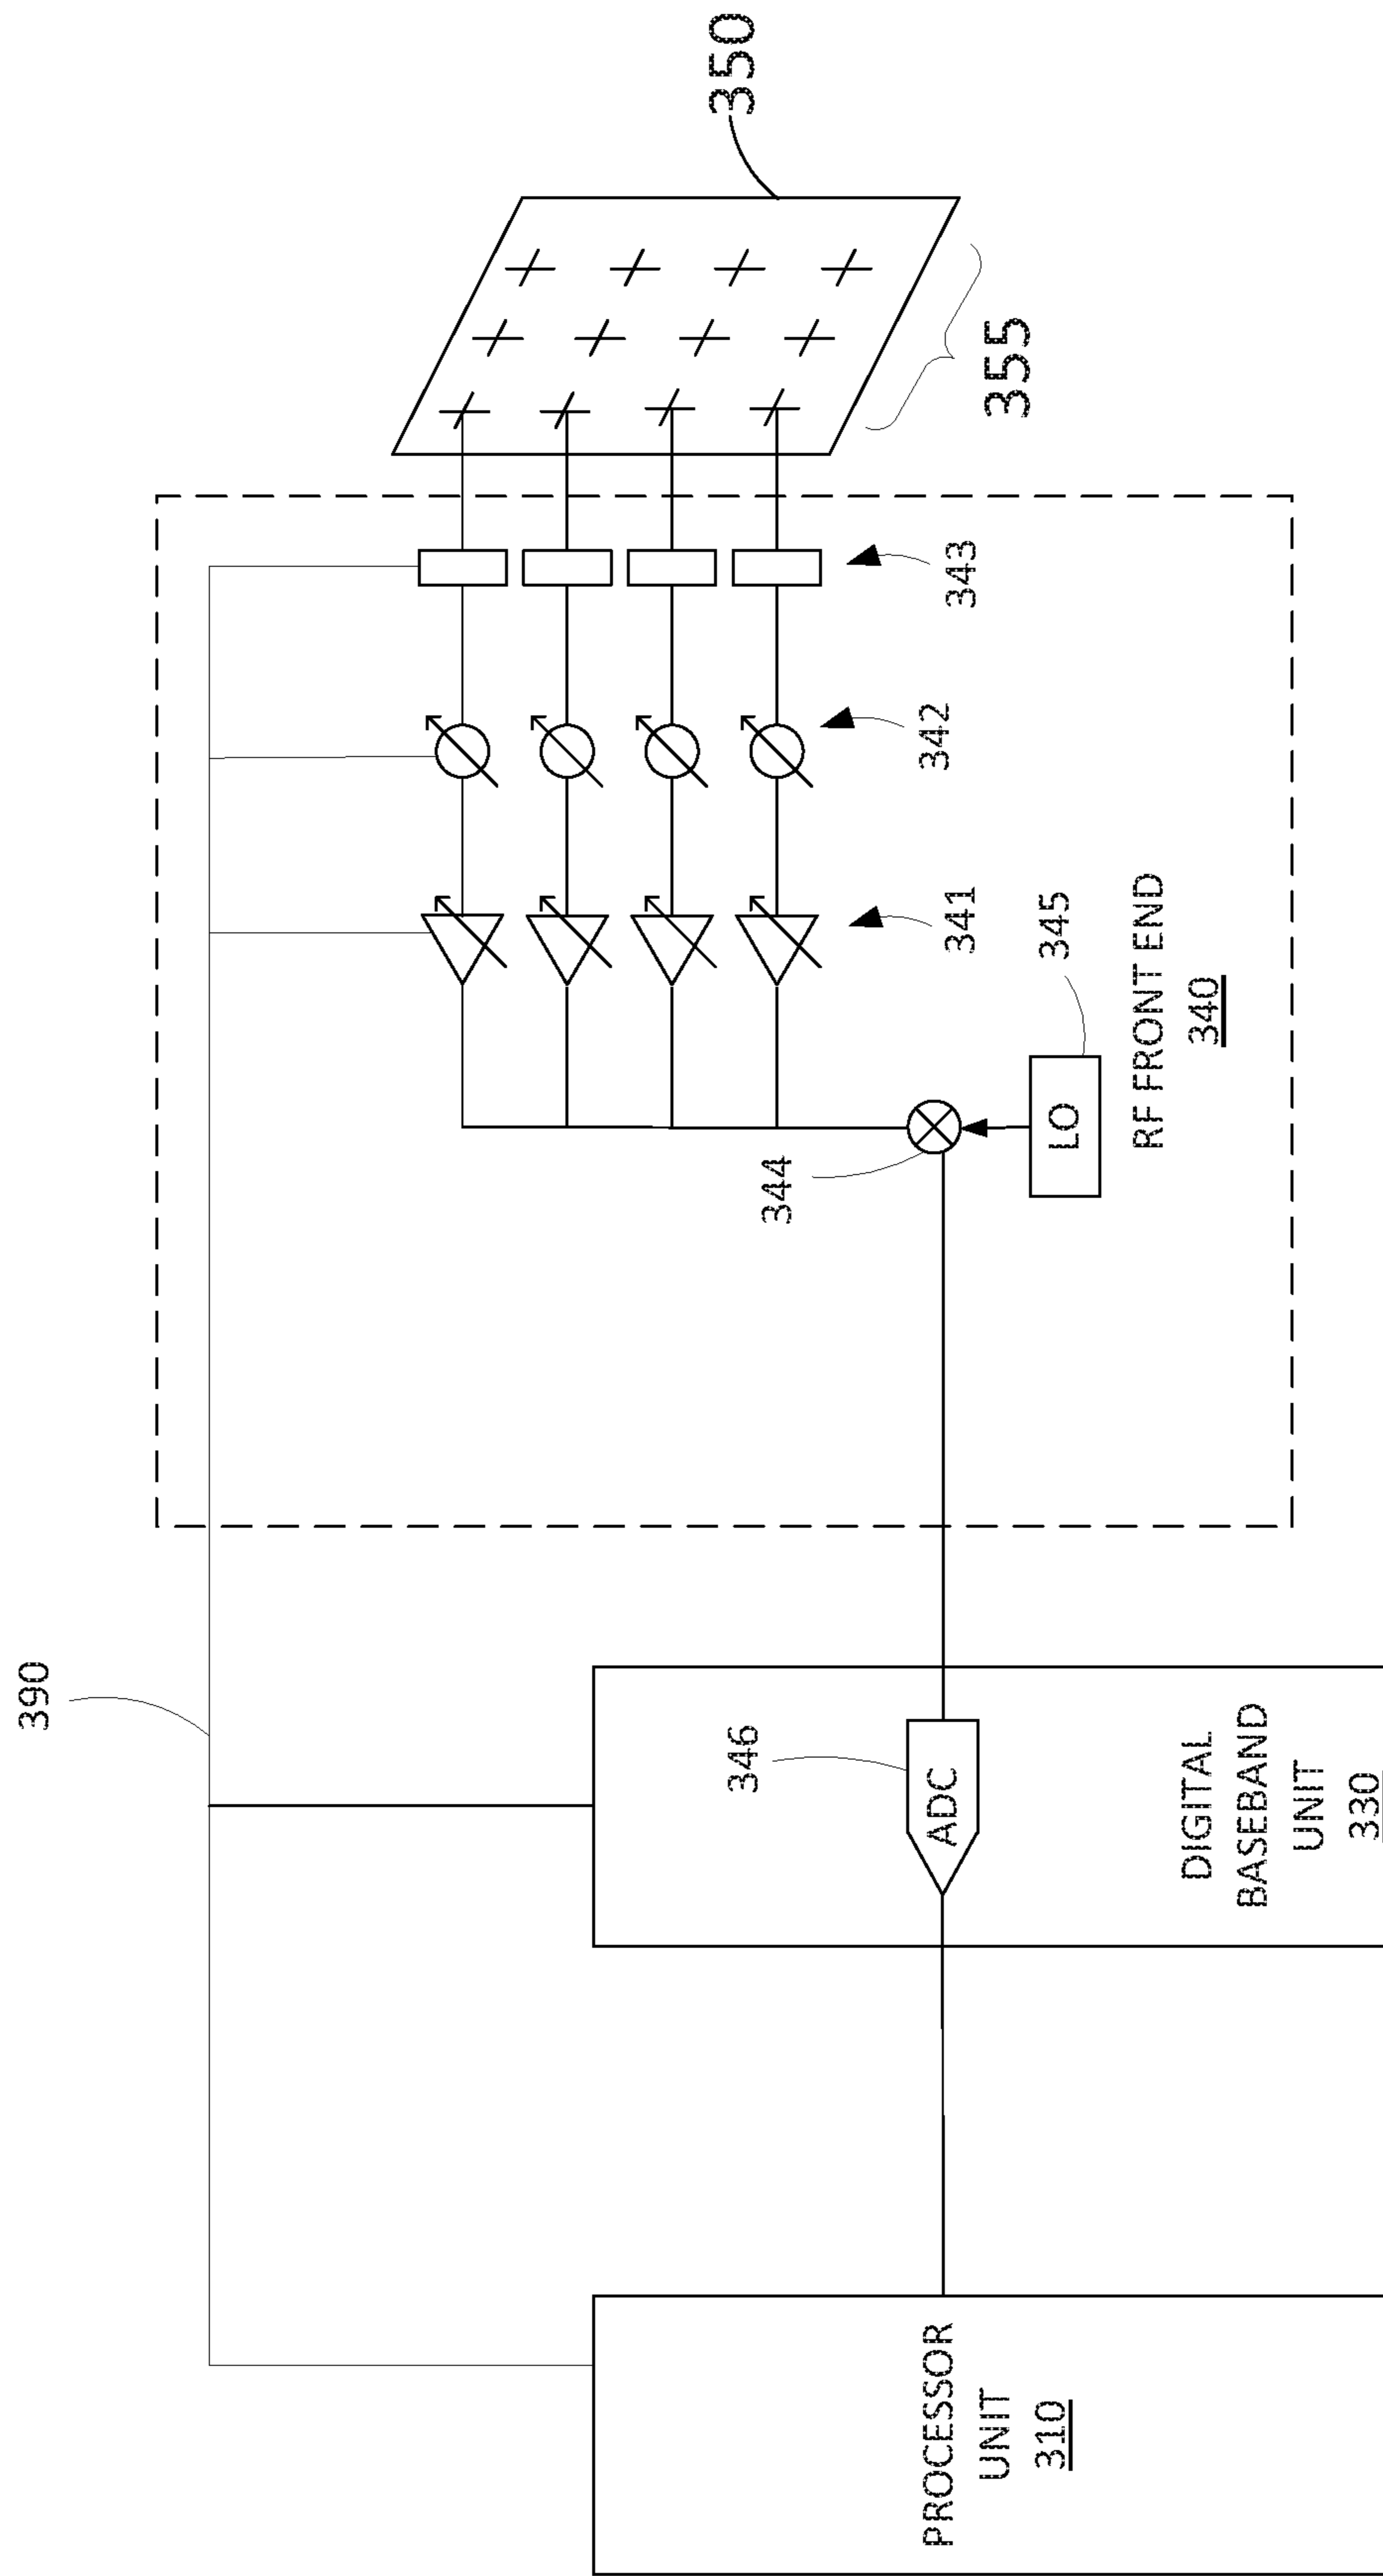 350
355
343
342
341
345
344
LO
RF FRONT END
340
390
346
ADC
DIGITAL
BASEBAND
UNIT
330
PROCESSOR
UNIT
310